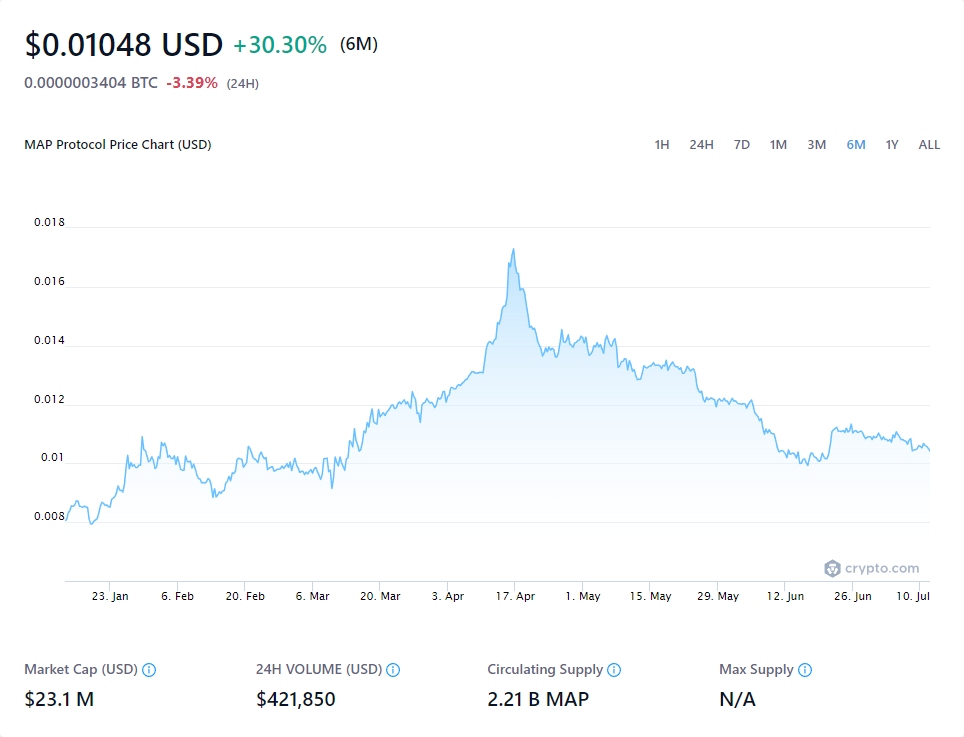 $0.01048 USD +30.30% (6M)
0.0000003404 BTC -3.39% (24H)
MAP Protocol Price Chart (USD) 1H 24H 7D 1M 3M 6M 1Y ALL
0.018
0.016
0.014
0.012
0.01
0.008
crypto.com
23. Jan 6. Feb 20. Feb 6. Mar 20. Mar 3. Apr 17. Apr 1. May 15. May 29. May 12. Jun 26. Jun 10. Jul
Market Cap (USD) 24H VOLUME (USD) Circulating Supply Max Supply
$23.1 M $421,850 2.21 B MAP N/A